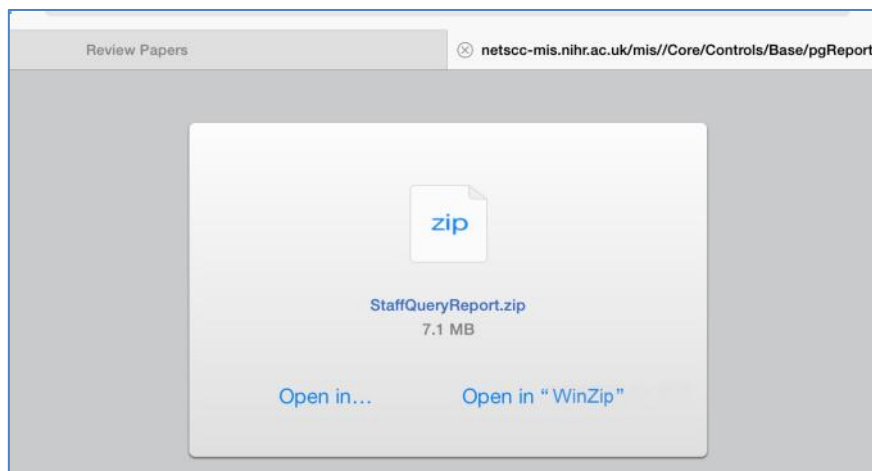 Review Papers
netscc-mis.nihr.ac.uk/mis//Core/Controls/Base/pgReport
zip
StaffQueryReport.zip
7.1 MB
Open in... Open in “WinZip”